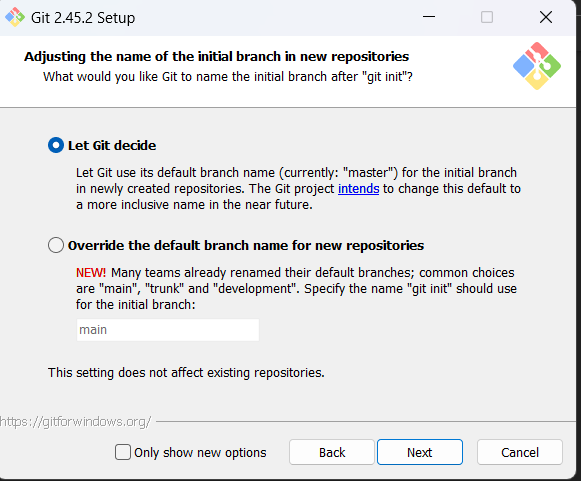 Git 2.45.2 Setup
Adjusting the name of the initial branch in new repositories
What would you like Git to name the initial branch after "git init"?
Let Git decide
Let Git use its default branch name (currently: "master") for the initial branch
in newly created repositories. The Git project intends to change this default to
a more inclusive name in the near future.
Override the default branch name for new repositories
NEW! Many teams already renamed their default branches; common choices
are "main", "trunk" and "development". Specify the name "git init" should use
for the initial branch:
main
This setting does not affect existing repositories.
https://gitforwindows.org/
Only show new options
Back
Next
Cancel